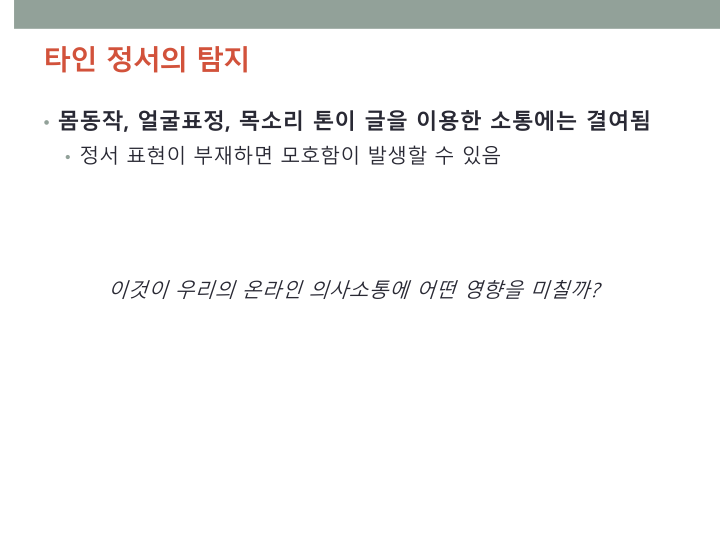 타인 정서의 탐지
• 몸동작, 얼굴표정, 목소리 톤이 글을 이용한 소통에는 결여됨
• 정서 표현이 부재하면 모호함이 발생할 수 있음
이것이 우리의 온라인 의사소통에 어떤 영향을 미칠까?